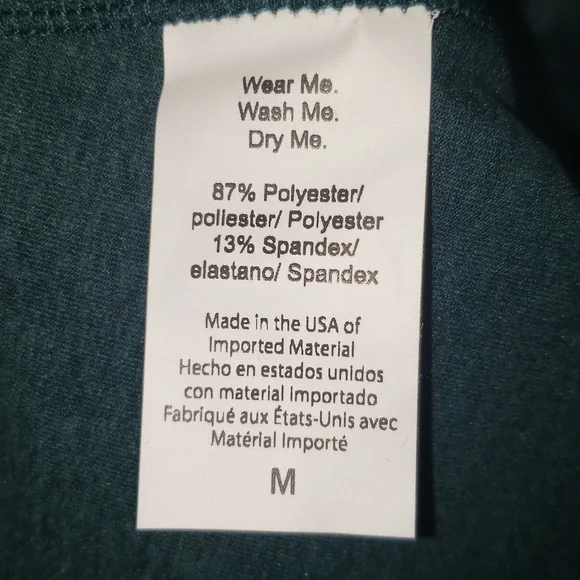 Wear Me.
Wash Me.
Dry Me.
87% Polyester/
poliester/ Polyester
13% Spandex/
elastano/ Spandex
Made in the USA of
Imported Material
Hecho en estados unidos
con material importado
Fabriqué aux États-Unis avec
Matérial Importé
M